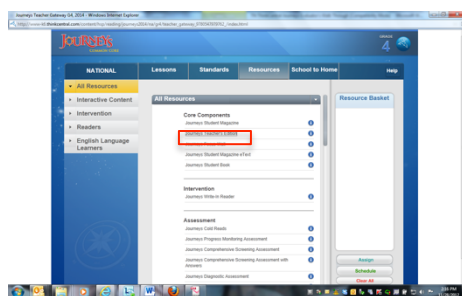 Journeys Teacher Gateway G4, 2014 - Windows Internet Explorer
JOURNEYS
COMMON CORE
GRADE
4
NATIONAL
Lessons
Standards
Resources
School to Home
Help
All Resources
Interactive Content
Intervention
Readers
English Language
Learners
All Resources
Core Components
Journeys Student Magazine
Journeys Teacher's Edition
Journeys Student Magazine eText
Journeys Student Book
Intervention
Journeys Write-in Reader
Assessment
Journeys Cold Reads
Journeys Progress Monitoring Assessment
Journeys Comprehensive Screening Assessment
Journeys Comprehensive Screening Assessment with
Answers
Journeys Diagnostic Assessment
Resource Basket
Assign
Schedule
Clear All